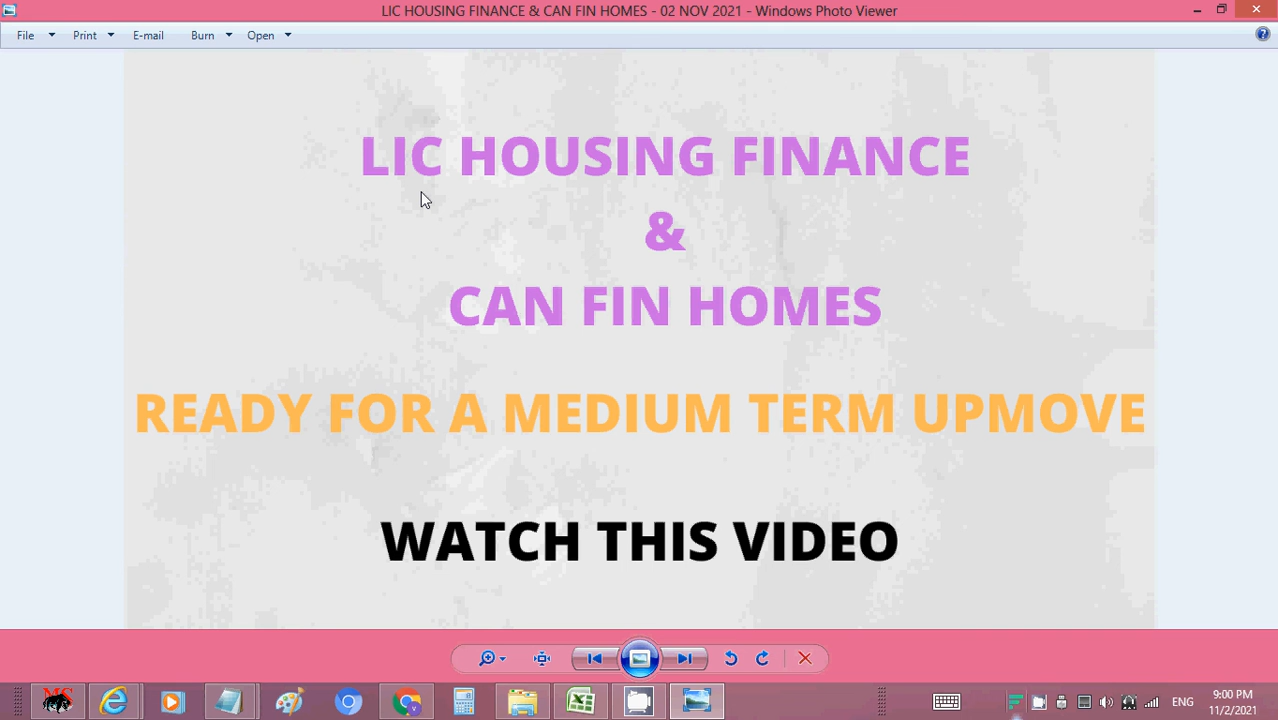 LIC HOUSING FINANCE & CAN FIN HOMES - 02 NOV 2021 - Windows Photo Viewer
File Print E-mail Burn Open
LIC HOUSING FINANCE
&
CAN FIN HOMES
READY FOR A MEDIUM TERM UPMOVE
WATCH THIS VIDEO
MS
ENG
9:00 PM
11/2/2021